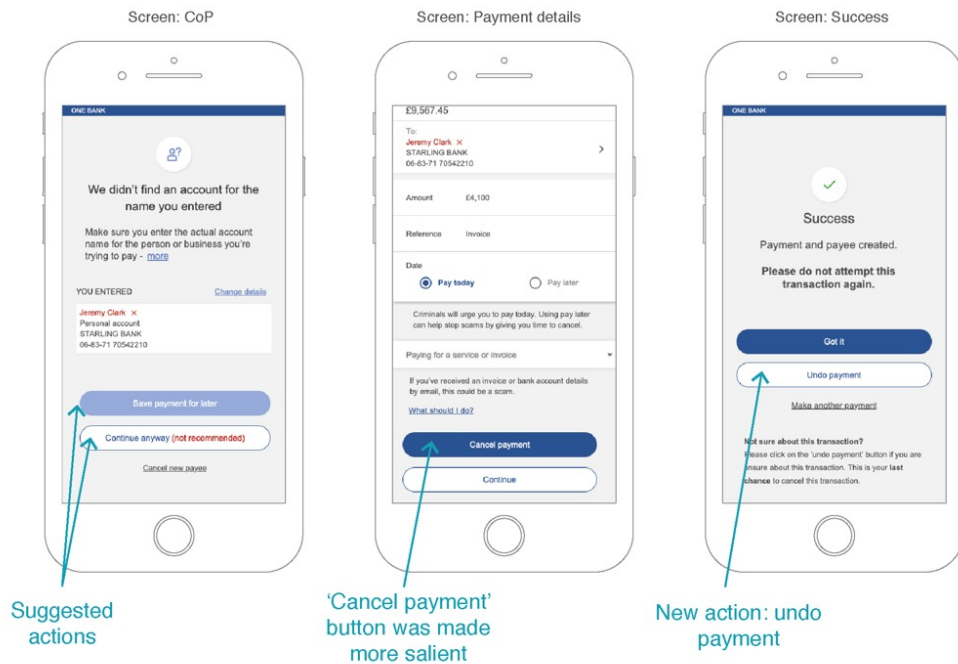 Screen: CoP
ONE BANK
We didn't find an account for the
name you entered
Make sure you enter the actual account
name for the person or business you're
trying to pay - more
YOU ENTERED
Change details
Jeremy Clark ×
Personal account
STARLING BANK
06-83-71 70542210
Save payment for later
Continue anyway (not recommended)
Cancel new payee
Suggested
actions
Screen: Payment details
£9,567.45
To:
Jeremy Clark ×
STARLING BANK
06-83-71 70542210
Amount £4,100
Reference Invoice
Date
Pay today Pay later
Criminals will urge you to pay today. Using pay later
can help stop scams by giving you time to cancel.
Paying for a service or invoice
If you've received an invoice or bank account details
by email, this could be a scam.
What should I do?
Cancel payment
Continue
'Cancel payment'
button was made
more salient
Screen: Success
ONE BANK
Success
Payment and payee created.
Please do not attempt this
transaction again.
Got it
Undo payment
Make another payment
Not sure about this transaction?
Please click on the 'undo payment' button if you are
unsure about this transaction. This is your last
chance to cancel this transaction.
New action: undo
payment